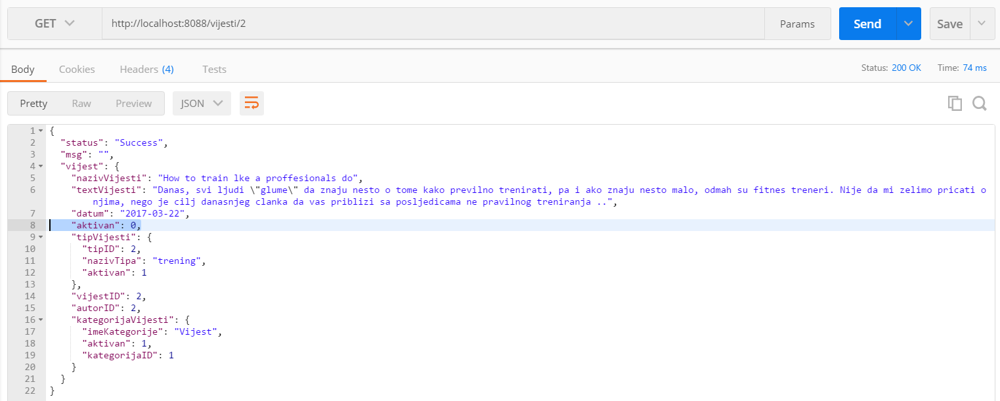 GET http://localhost:8088/vijesti/2 Params Send Save
Body Cookies Headers (4) Tests Status: 200 OK Time: 74 ms
Pretty Raw Preview JSON
1 {
2 "status": "Success",
3 "msg": "",
4 "vijest": {
5 "nazivVijesti": "How to train lke a proffesionals do",
6 "textVijesti": "Danas, svi ljudi \"glume\" da znaju nesto o tome kako previlno trenirati, pa i ako znaju nesto malo, odmah su fitnes treneri. Nije da mi zelimo pricati o
njima, nego je cilj danasnjeg clanka da vas priblizi sa posljedicama ne pravilnog treniranja ..",
7 "datum": "2017-03-22",
8 "aktivan": 0,
9 "tipVijesti": {
10 "tipID": 2,
11 "nazivTipa": "trening",
12 "aktivan": 1
13 },
14 "vijestID": 2,
15 "autorID": 2,
16 "kategorijaVijesti": {
17 "imeKategorije": "Vijest",
18 "aktivan": 1,
19 "kategorijaID": 1
20 }
21 }
22 }